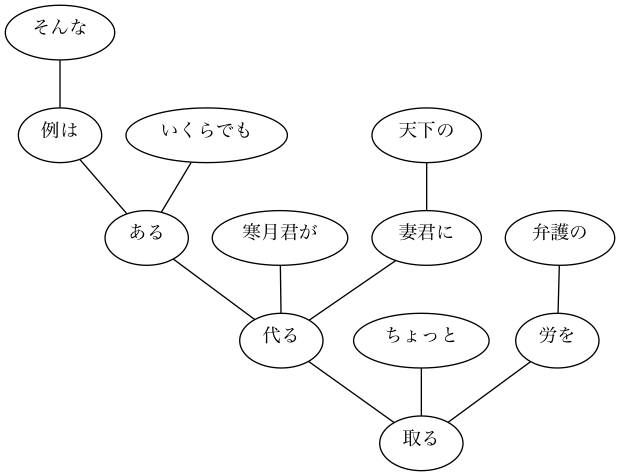 そんな
例は
いくらでも
天下の
ある
寒月君が
妻君に
弁護の
代る
ちょっと
労を
取る